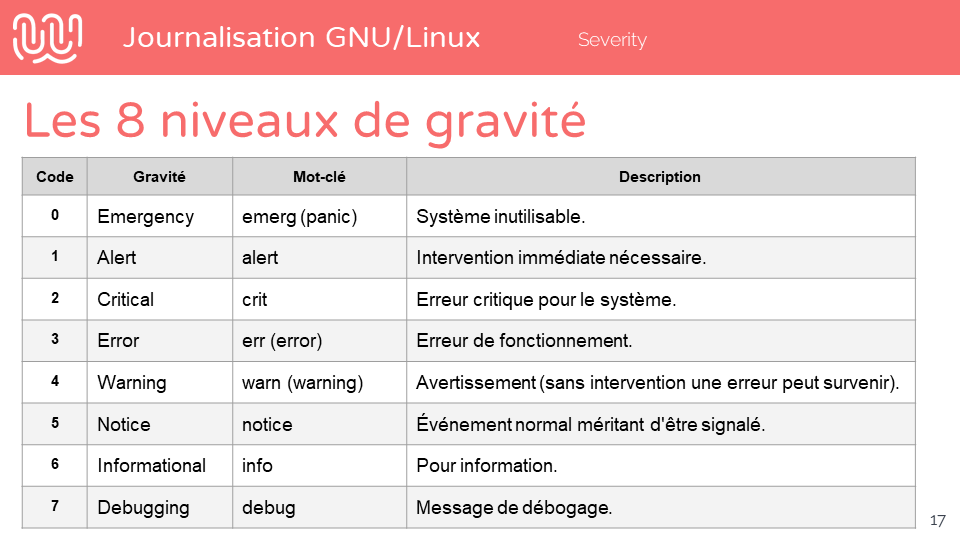 Journalisation GNU/Linux
Severity
Les 8 niveaux de gravité
Code Gravité Mot-clé Description
0 Emergency emerg (panic) Système inutilisable.
1 Alert alert Intervention immédiate nécessaire.
2 Critical crit Erreur critique pour le système.
3 Error err (error) Erreur de fonctionnement.
4 Warning warn (warning) Avertissement (sans intervention une erreur peut survenir).
5 Notice notice Événement normal méritant d'être signalé.
6 Informational info Pour information.
7 Debugging debug Message de débogage.
17